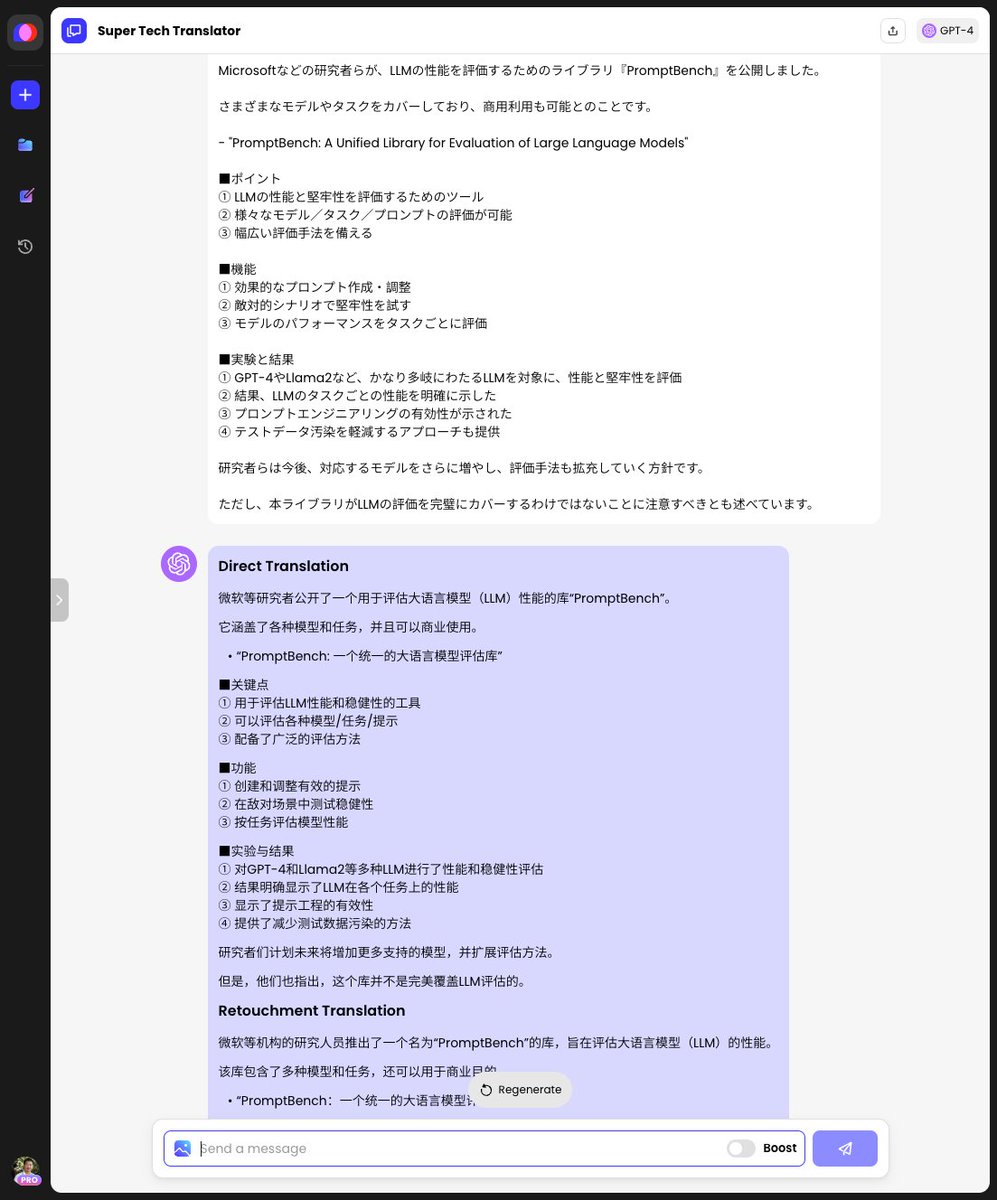 Super Tech Translator
GPT-4
Microsoftなどの研究者らが、LLMの性能を評価するためのライブラリ『PromptBench』を公開しました。
さまざまなモデルやタスクをカバーしており、商用利用も可能とのことです。
- "PromptBench: A Unified Library for Evaluation of Large Language Models"
■ポイント
① LLMの性能と堅牢性を評価するためのツール
② 様々なモデル／タスク／プロンプトの評価が可能
③ 幅広い評価手法を備える
■機能
① 効果的なプロンプト作成・調整
② 敵対的シナリオで堅牢性を試す
③ モデルのパフォーマンスをタスクごとに評価
■実験と結果
① GPT-4やLlama2など、かなり多岐にわたるLLMを対象に、性能と堅牢性を評価
② 結果、LLMのタスクごとの性能を明確に示した
③ プロンプトエンジニアリングの有効性が示された
④ テストデータ汚染を軽減するアプローチも提供
研究者らは今後、対応するモデルをさらに増やし、評価手法も拡充していく方針です。
ただし、本ライブラリがLLMの評価を完璧にカバーするわけではないことに注意すべきとも述べています。
Direct Translation
微软等研究者公开了一个用于评估大语言模型（LLM）性能的库“PromptBench”。
它涵盖了各种模型和任务，并且可以商业使用。
• “PromptBench: 一个统一的大语言模型评估库”
■关键点
① 用于评估LLM性能和稳健性的工具
② 可以评估各种模型/任务/提示
③ 配备了广泛的评估方法
■功能
① 创建和调整有效的提示
② 在敌对场景中测试稳健性
③ 按任务评估模型性能
■实验与结果
① 对GPT-4和Llama2等多种LLM进行了性能和稳健性评估
② 结果明确显示了LLM在各个任务上的性能
③ 显示了提示工程的有效性
④ 提供了减少测试数据污染的方法
研究者们计划未来将增加更多支持的模型，并扩展评估方法。
但是，他们也指出，这个库并不是完美覆盖LLM评估的。
Retouchment Translation
微软等机构的研究人员推出了一个名为“PromptBench”的库，旨在评估大语言模型（LLM）的性能。
该库包含了多种模型和任务，还可以用于商业目的
• “PromptBench：一个统一的大语言模型
Regenerate
Send a message
Boost
PRO